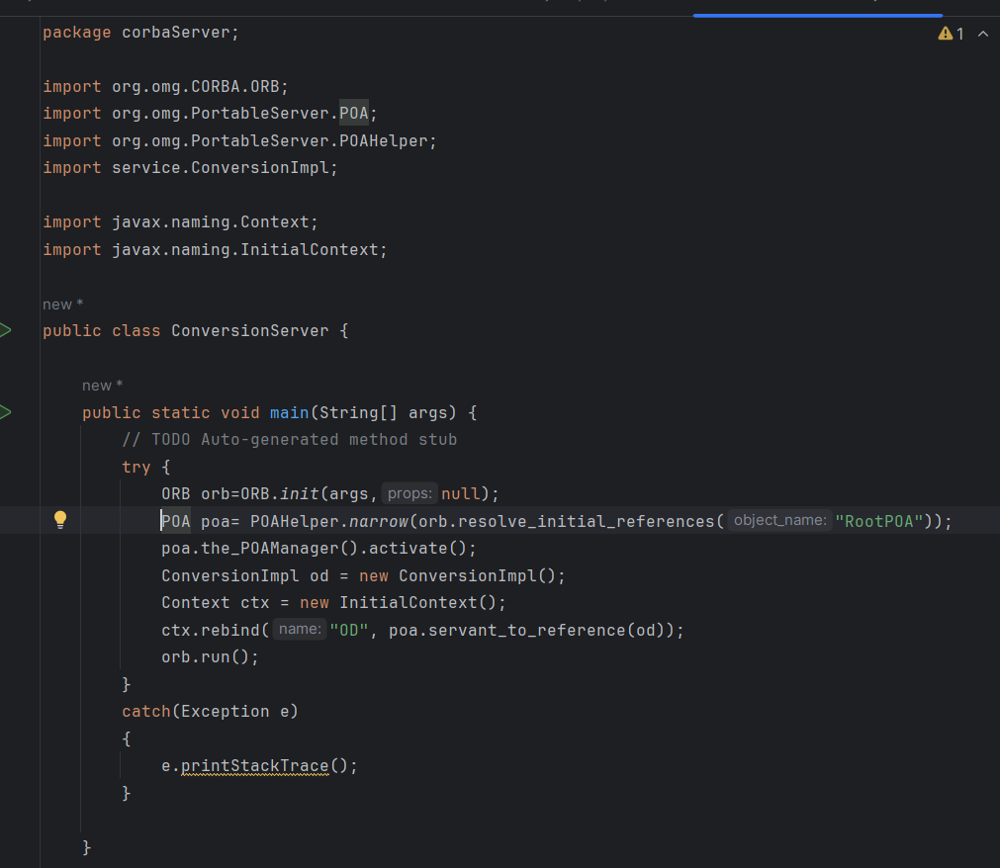 package corbaServer;
1
import org.omg.CORBA.ORB;
import org.omg.PortableServer.POA;
import org.omg.PortableServer.POAHelper;
import service.ConversionImpl;
import javax.naming.Context;
import javax.naming.InitialContext;
new *
public class ConversionServer {
new *
public static void main(String[] args) {
// TODO Auto-generated method stub
try {
ORB orb=ORB.init(args, props: null);
POA poa= POAHelper.narrow(orb.resolve_initial_references( object_name: "RootPOA"));
poa.the_POAManager().activate();
ConversionImpl od = new ConversionImpl();
Context ctx = new InitialContext();
ctx.rebind( name: "OD", poa.servant_to_reference(od));
orb.run();
}
catch(Exception e)
{
e.printStackTrace();
}
}